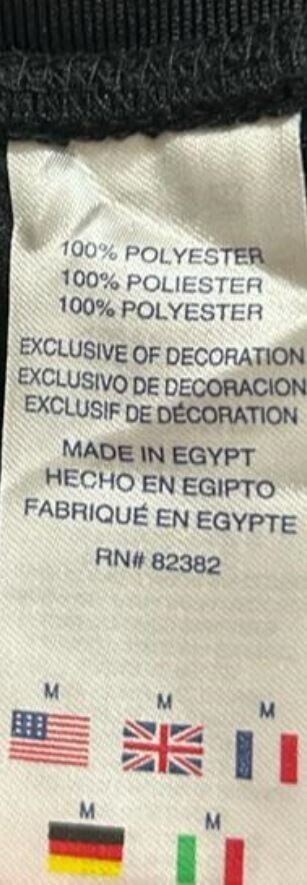 100% POLYESTER
100% POLIESTER
100% POLYESTER
EXCLUSIVE OF DECORATION
EXCLUSIVO DE DECORACION
EXCLUSIF DE DÉCORATION
MADE IN EGYPT
HECHO EN EGIPTO
FABRIQUÉ EN EGYPTE
RN# 82382
M M M
M M